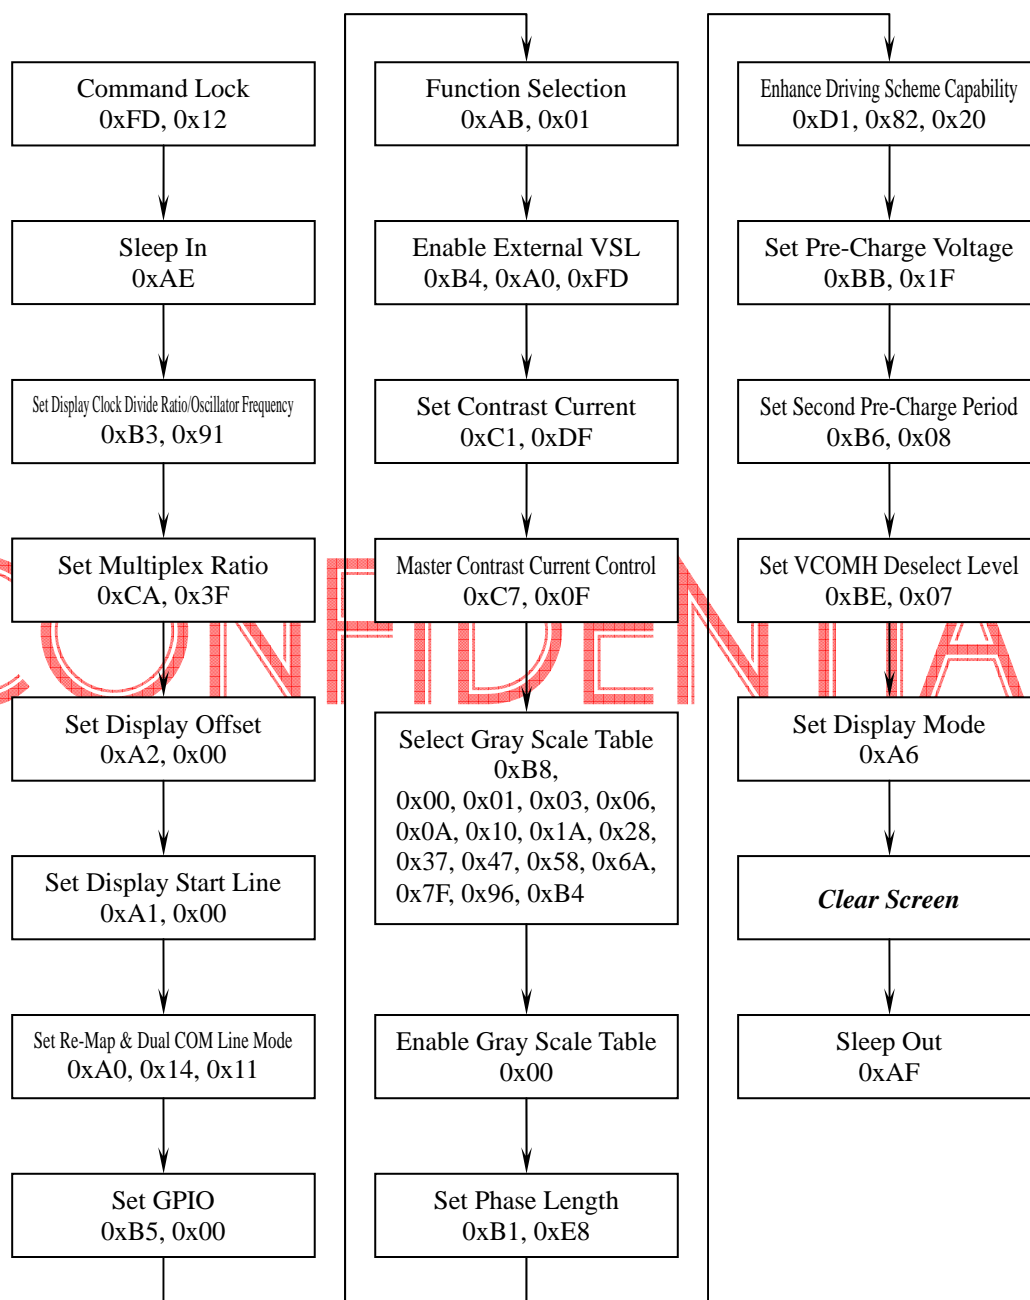 Command Lock
0xFD, 0x12
Sleep In
0xAE
Set Display Clock Divide Ratio/Oscillator Frequency
0xB3, 0x91
Set Multiplex Ratio
0xCA, 0x3F
Set Display Offset
0xA2, 0x00
Set Display Start Line
0xA1, 0x00
Set Re-Map & Dual COM Line Mode
0xA0, 0x14, 0x11
Set GPIO
0xB5, 0x00
Function Selection
0xAB, 0x01
Enable External VSL
0xB4, 0xA0, 0xFD
Set Contrast Current
0xC1, 0xDF
Master Contrast Current Control
0xC7, 0x0F
Select Gray Scale Table
0xB8,
0x00, 0x01, 0x03, 0x06,
0x0A, 0x10, 0x1A, 0x28,
0x37, 0x47, 0x58, 0x6A,
0x7F, 0x96, 0xB4
Enable Gray Scale Table
0x00
Set Phase Length
0xB1, 0xE8
Enhance Driving Scheme Capability
0xD1, 0x82, 0x20
Set Pre-Charge Voltage
0xBB, 0x1F
Set Second Pre-Charge Period
0xB6, 0x08
Set VCOMH Deselect Level
0xBE, 0x07
Set Display Mode
0xA6
Clear Screen
Sleep Out
0xAF
CONFIDENTIA